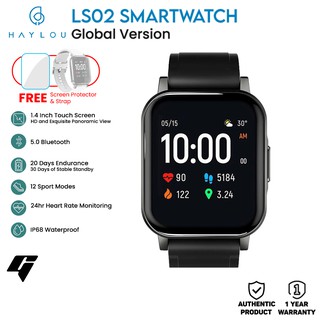 HAYLOU
LS02 SMARTWATCH
Global Version
FREE Screen Protector
& Strap
1.4 Inch Touch Screen
HD and Exquisite Panoramic View
5.0 Bluetooth
20 Days Endurance
30 Days of Stable Standby
12 Sport Modes
24hr Heart Rate Monitoring
IP68 Waterproof
05/15 30°
10:00
90 5184
122 3.14
AUTHENTIC
PRODUCT
1 YEAR
WARRANTY